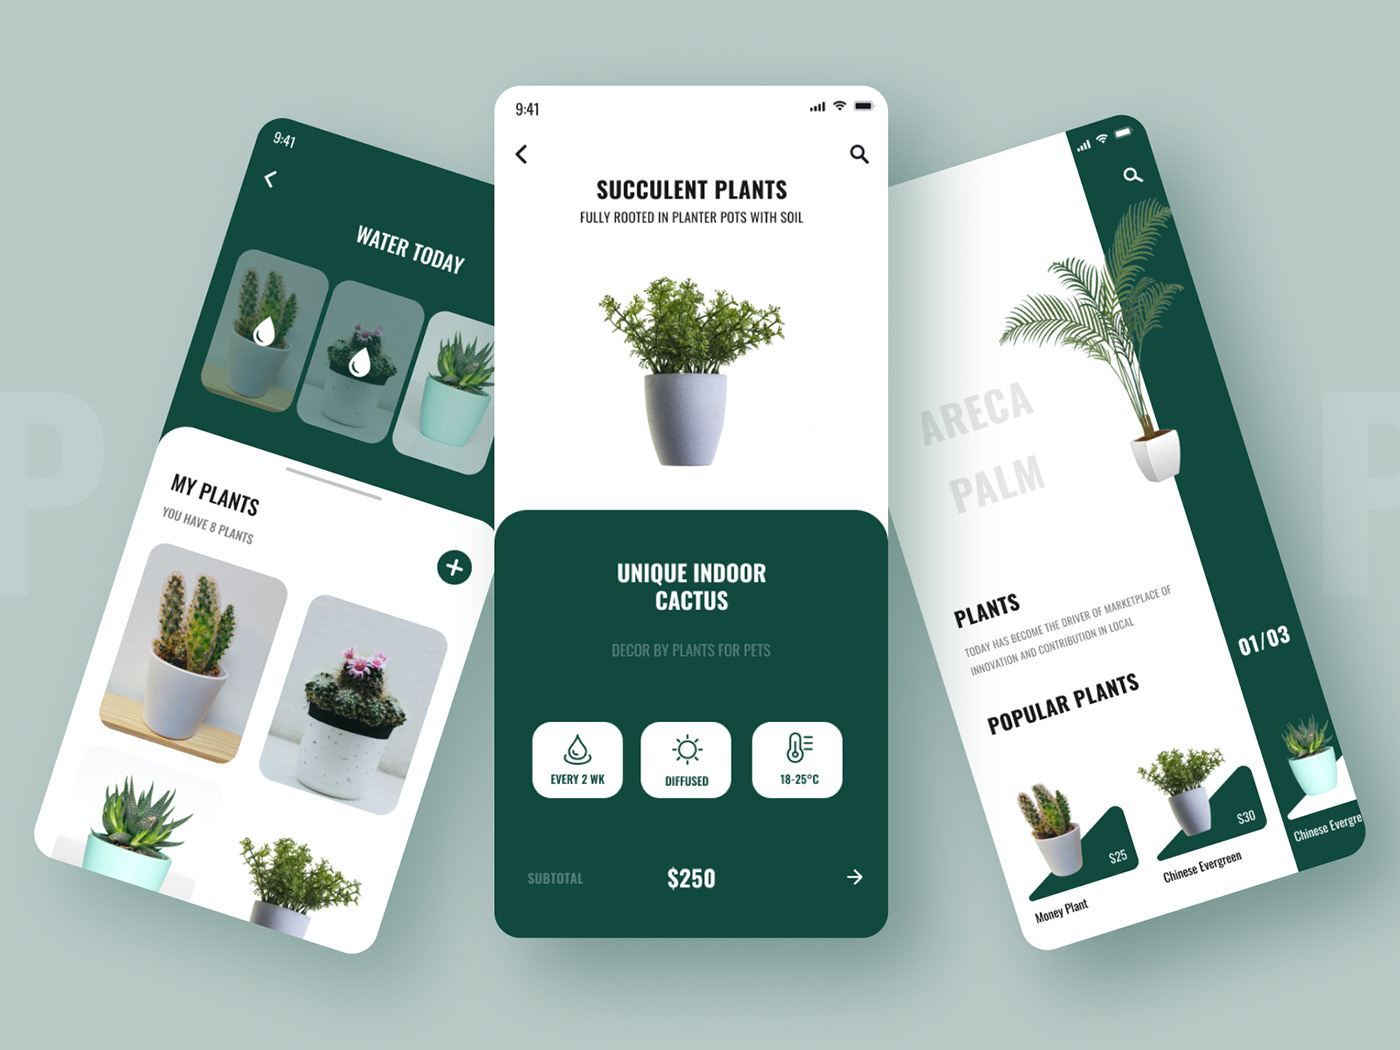 P
9:41
WATER TODAY
MY PLANTS
YOU HAVE 8 PLANTS
9:41
SUCCULENT PLANTS
FULLY ROOTED IN PLANTER POTS WITH SOIL
UNIQUE INDOOR
CACTUS
DECOR BY PLANTS FOR PETS
EVERY 2 WK
DIFFUSED
18-25°C
SUBTOTAL
$250
ARECA
PALM
PLANTS
TODAY HAS BECOME THE DRIVER OF MARKETPLACE OF
INNOVATION AND CONTRIBUTION IN LOCAL
01/03
POPULAR PLANTS
$25
Money Plant
$30
Chinese Evergreen
Chinese Evergre
P